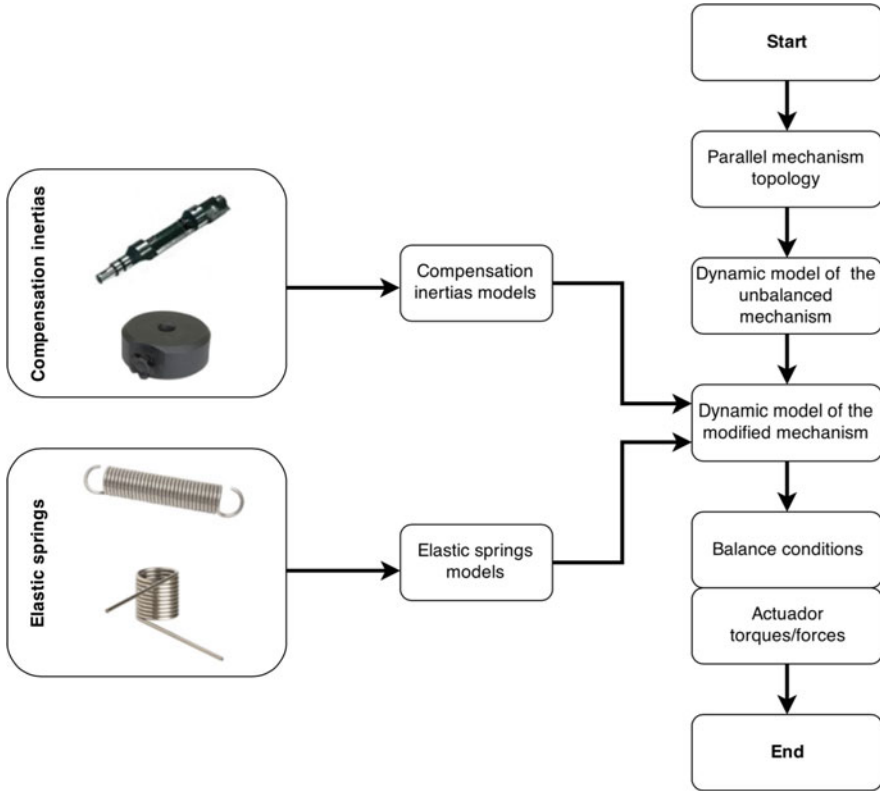 Start
Parallel mechanism
topology
Dynamic model of the
unbalanced
mechanism
Compensation inertias
Compensation
inertias models
Dynamic model of the
modified mechanism
Elastic springs
Elastic springs
models
Balance conditions
Actuador
torques/forces
End